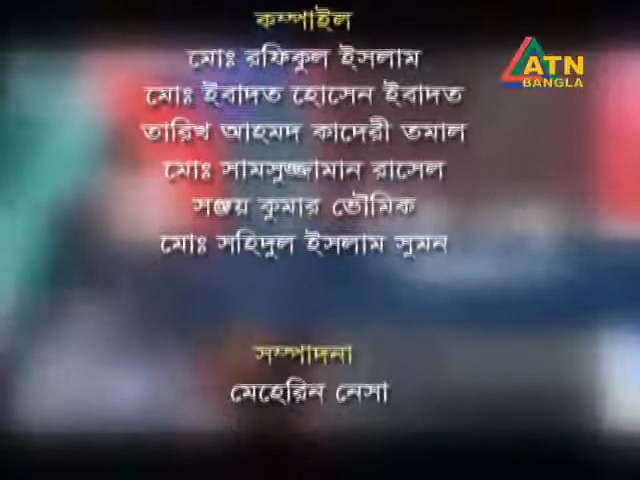 কম্পাইল
মোঃ রফিকুল ইসলাম
মোঃ ইবাদত হোসেন ইবাদত
তারিখ আহমদ কাদেরী তমাল
মোঃ সামসুজ্জামান রাসেল
সঞ্জয় কুমার ভৌমিক
মোঃ সহিদুল ইসলাম সুমন
সম্পাদনা
মেহেরিন নেসা
ATN
BANGLA